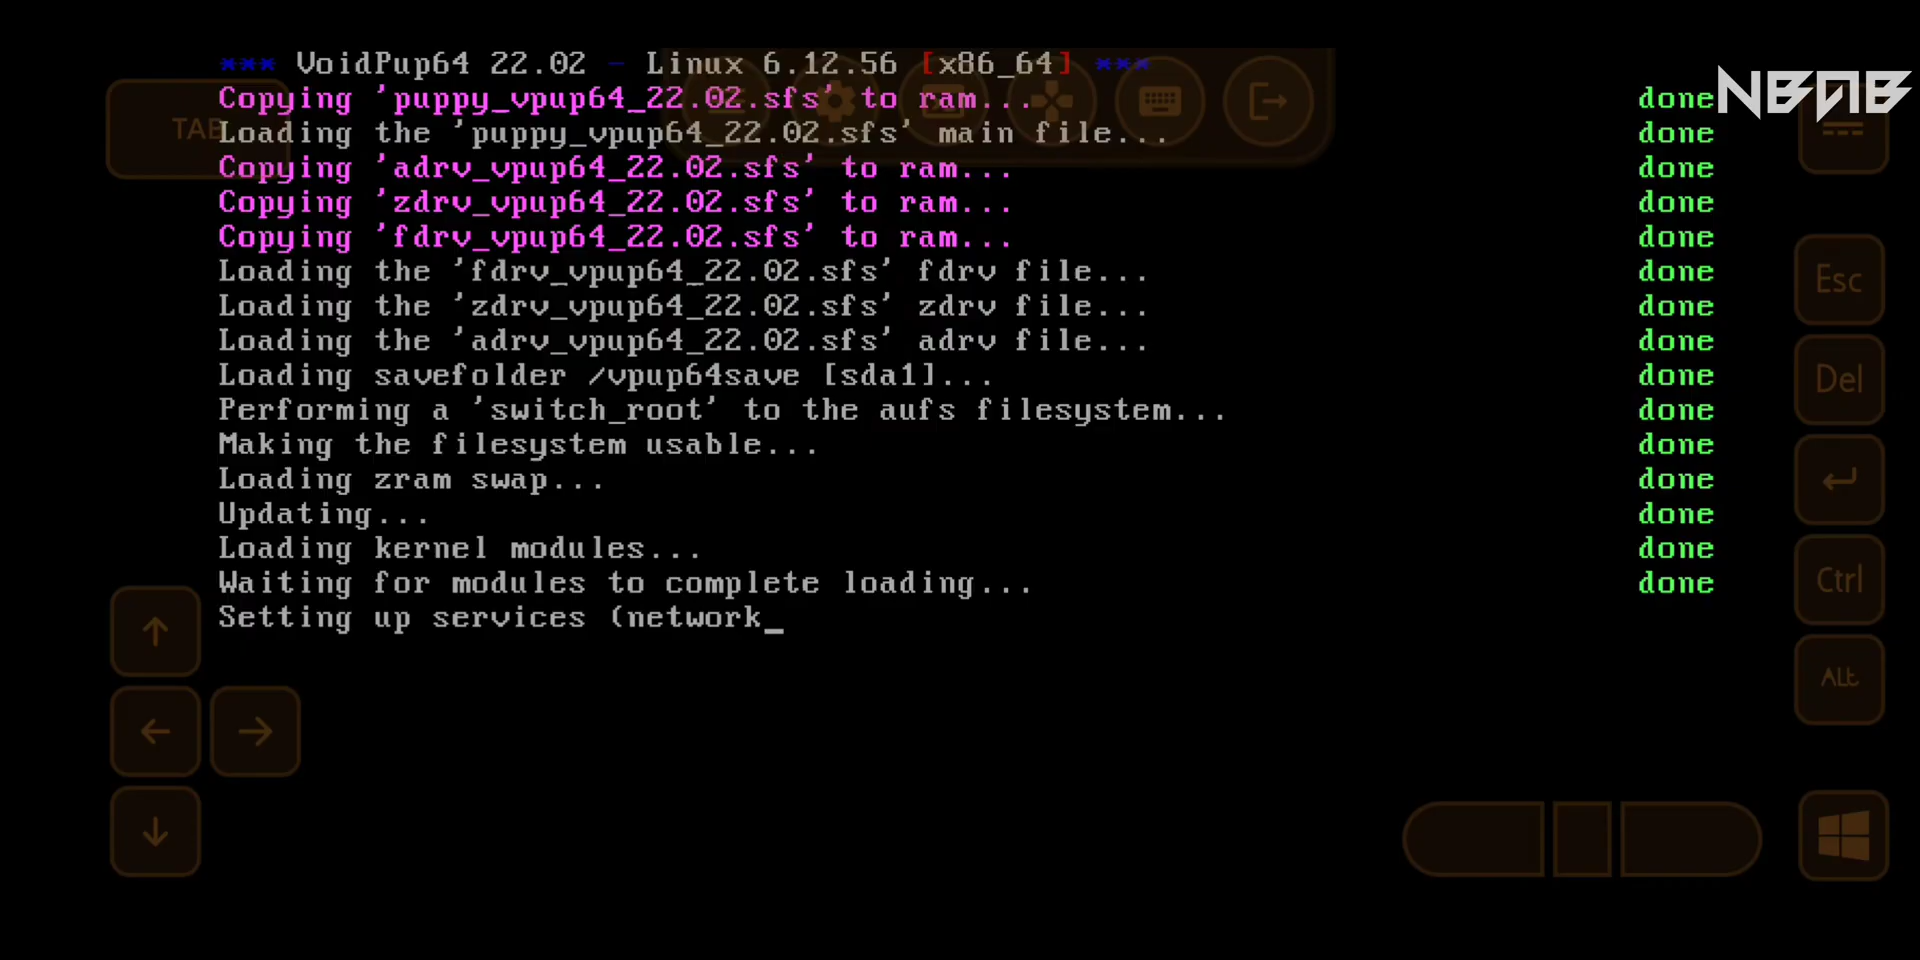 *** VoidPup64 22.02 - Linux 6.12.56 [x86_64] ***
Copying 'puppy_vpup64_22.02.sfs' to ram... done
Loading the 'puppy_vpup64_22.02.sfs' main file... done
Copying 'adrv_vpup64_22.02.sfs' to ram... done
Copying 'zdrv_vpup64_22.02.sfs' to ram... done
Copying 'fdrv_vpup64_22.02.sfs' to ram... done
Loading the 'fdrv_vpup64_22.02.sfs' fdrv file... done
Loading the 'zdrv_vpup64_22.02.sfs' zdrv file... done
Loading the 'adrv_vpup64_22.02.sfs' adrv file... done
Loading savefolder /vpup64save [sda1]... done
Performing a 'switch_root' to the aufs filesystem... done
Making the filesystem usable... done
Loading zram swap... done
Updating... done
Loading kernel modules... done
Waiting for modules to complete loading... done
Setting up services (network_
TAB
Esc
Del
Ctrl
Alt